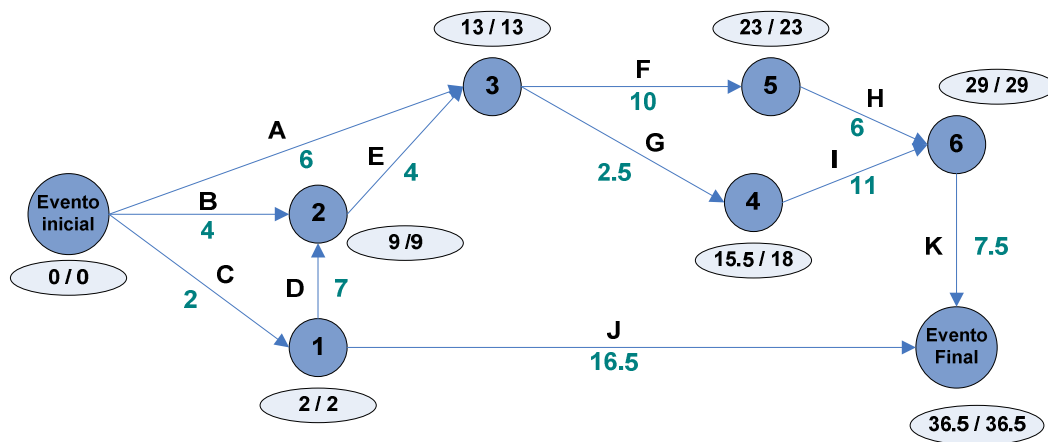 13 / 13
23 / 23
29 / 29
3
F
10
5
H
6
6
A
6
E
4
G
2.5
I
11
4
Evento
inicial
B
4
2
9 /9
15.5 / 18
K
7.5
0 / 0
C
2
D
7
1
J
16.5
Evento
Final
2 / 2
36.5 / 36.5